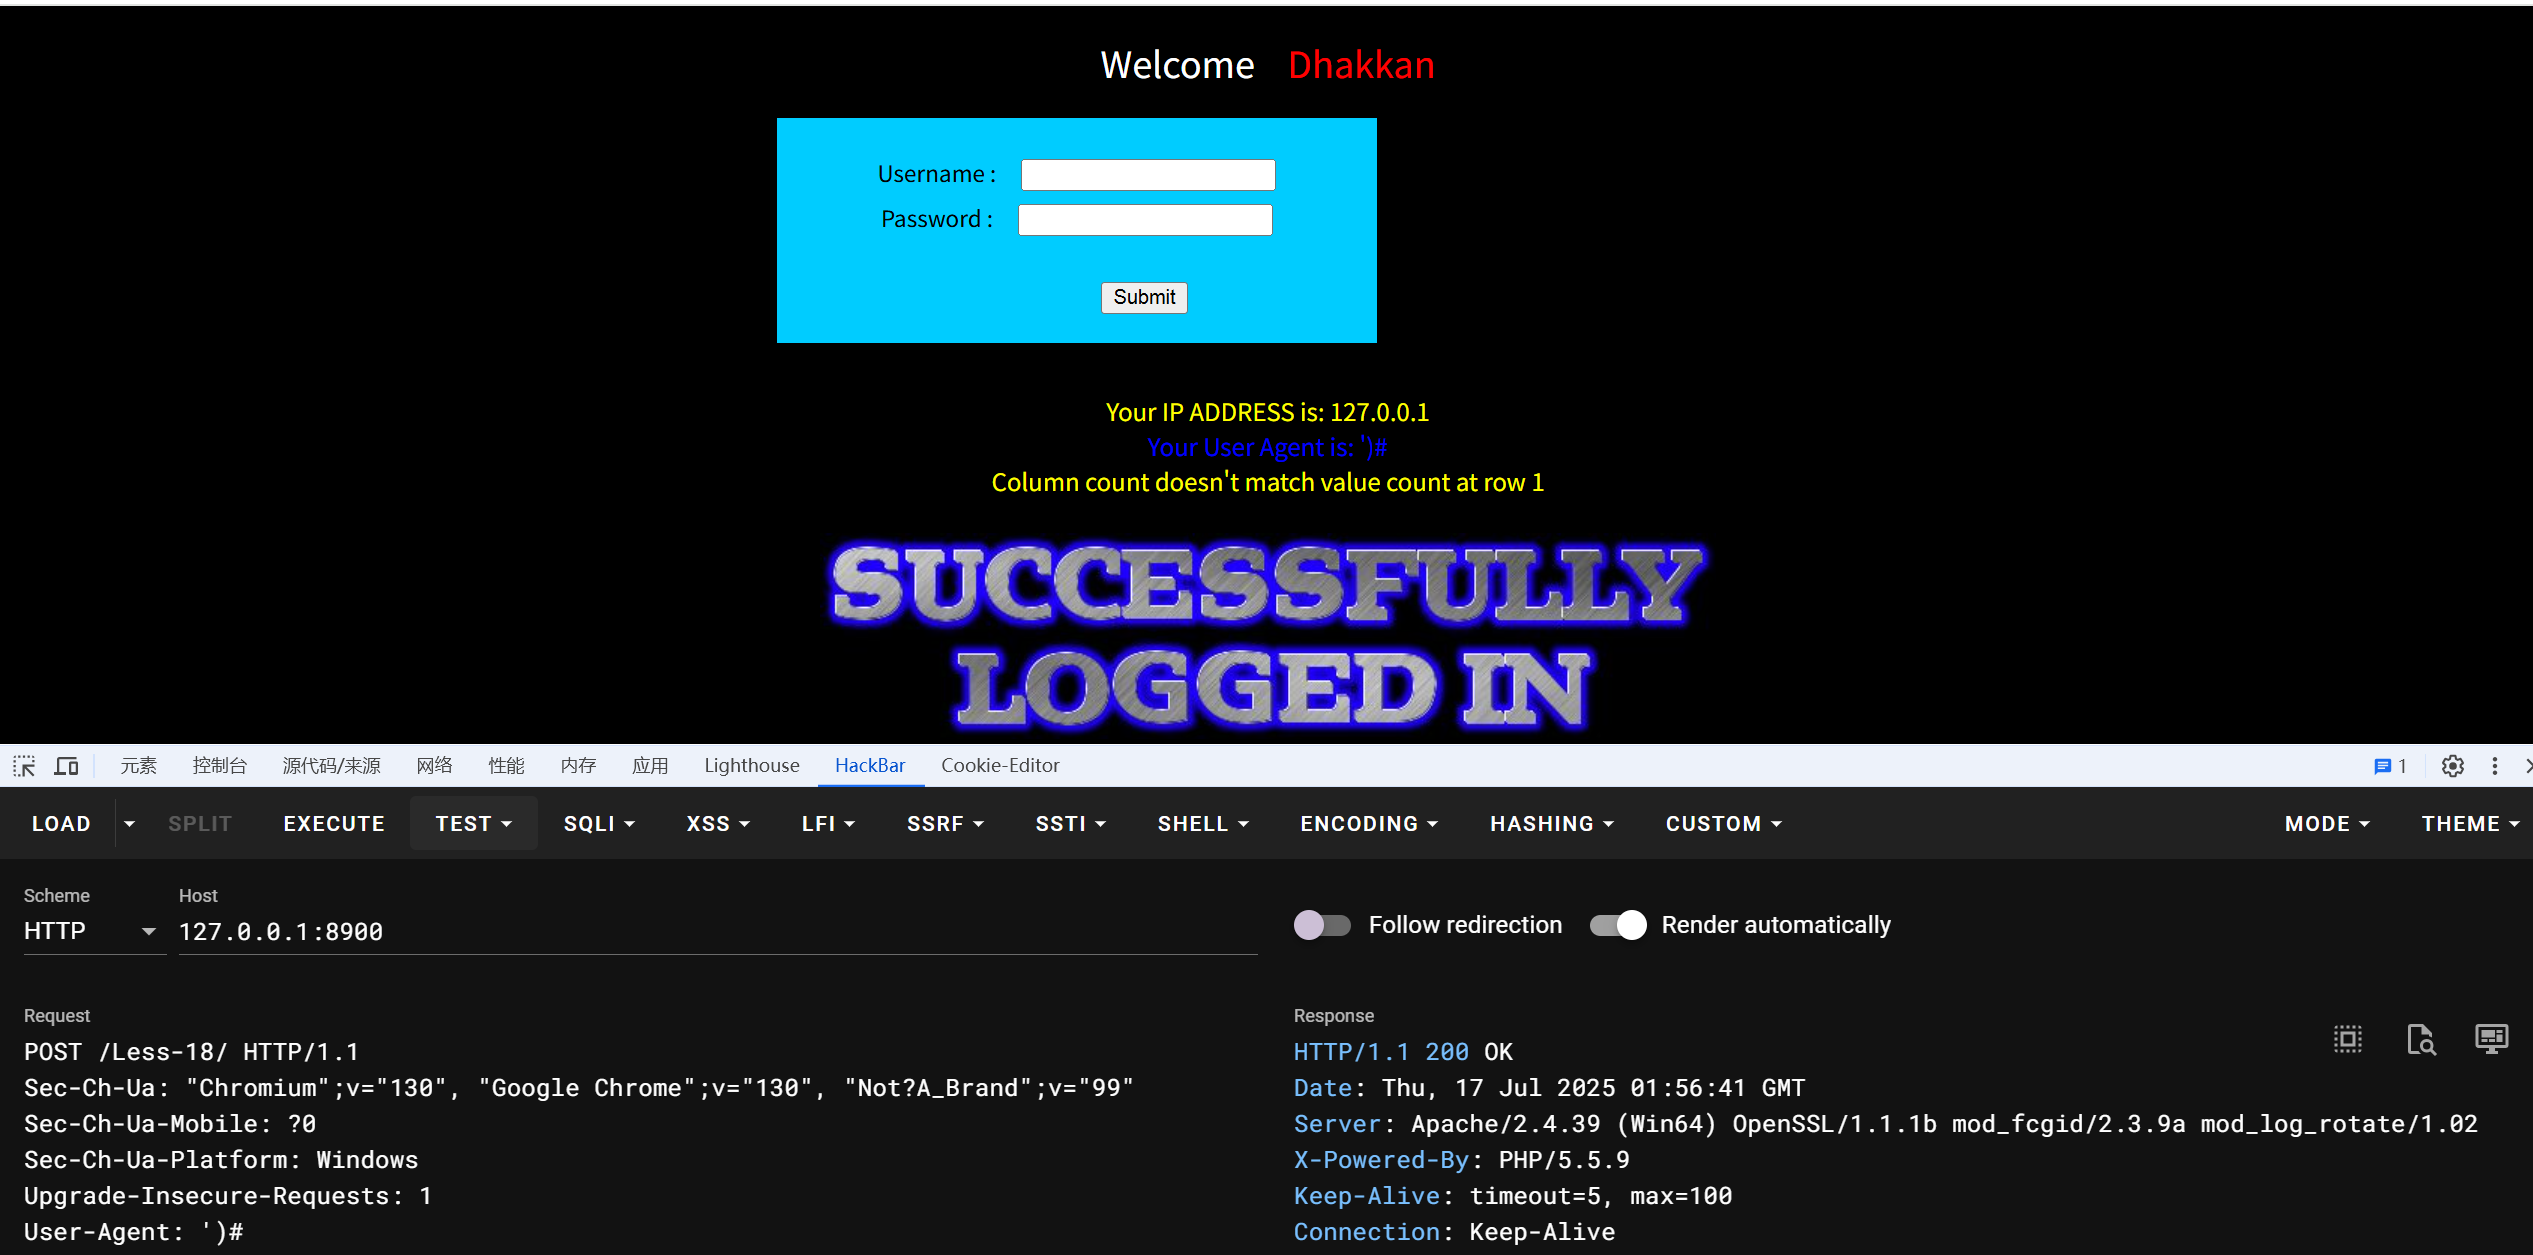 Welcome Dhakkan
Username :
Password :
Submit
Your IP ADDRESS is: 127.0.0.1
Your User Agent is: ')#
Column count doesn't match value count at row 1
SUCCESSFULLY
LOGGED IN
元素 控制台 源代码/来源 网络 性能 内存 应用 Lighthouse HackBar Cookie-Editor 1
LOAD SPLIT EXECUTE TEST SQLI XSS LFI SSRF SSTI SHELL ENCODING HASHING CUSTOM MODE THEME
Scheme Host
HTTP 127.0.0.1:8900 Follow redirection Render automatically
Request
POST /Less-18/ HTTP/1.1
Sec-Ch-Ua: "Chromium";v="130", "Google Chrome";v="130", "Not?A_Brand";v="99"
Sec-Ch-Ua-Mobile: ?0
Sec-Ch-Ua-Platform: Windows
Upgrade-Insecure-Requests: 1
User-Agent: ')#
Response
HTTP/1.1 200 OK
Date: Thu, 17 Jul 2025 01:56:41 GMT
Server: Apache/2.4.39 (Win64) OpenSSL/1.1.1b mod_fcgid/2.3.9a mod_log_rotate/1.02
X-Powered-By: PHP/5.5.9
Keep-Alive: timeout=5, max=100
Connection: Keep-Alive